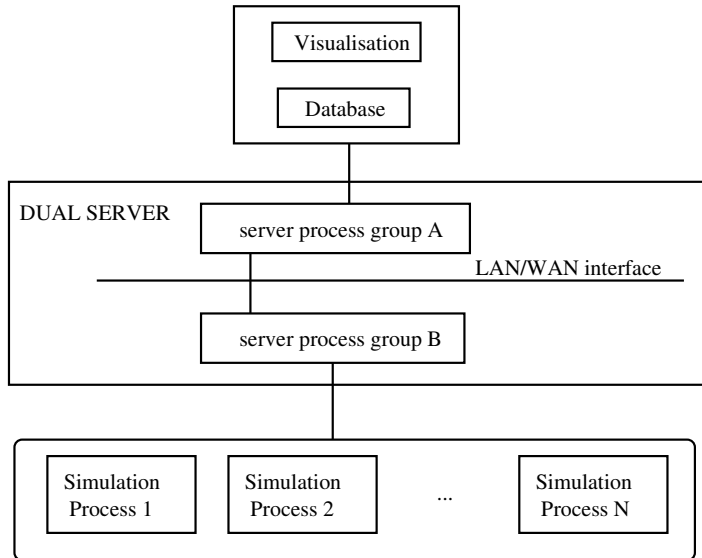 Visualisation
Database
DUAL SERVER
server process group A
LAN/WAN interface
server process group B
Simulation
Process 1
Simulation
Process 2
...
Simulation
Process N